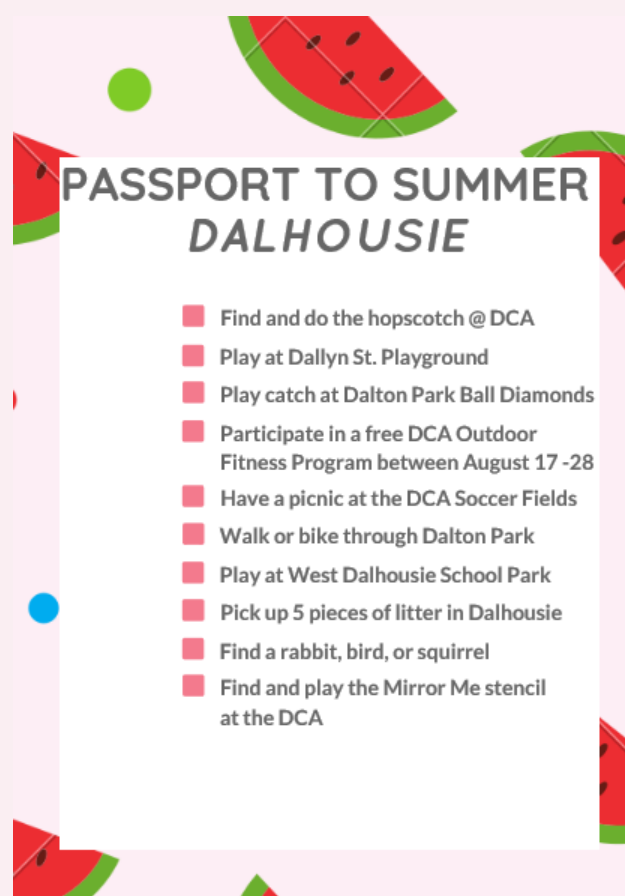 PASSPORT TO SUMMER
DALHOUSIE
Find and do the hopscotch @ DCA
Play at Dallyn St. Playground
Play catch at Dalton Park Ball Diamonds
Participate in a free DCA Outdoor
Fitness Program between August 17 -28
Have a picnic at the DCA Soccer Fields
Walk or bike through Dalton Park
Play at West Dalhousie School Park
Pick up 5 pieces of litter in Dalhousie
Find a rabbit, bird, or squirrel
Find and play the Mirror Me stencil
at the DCA